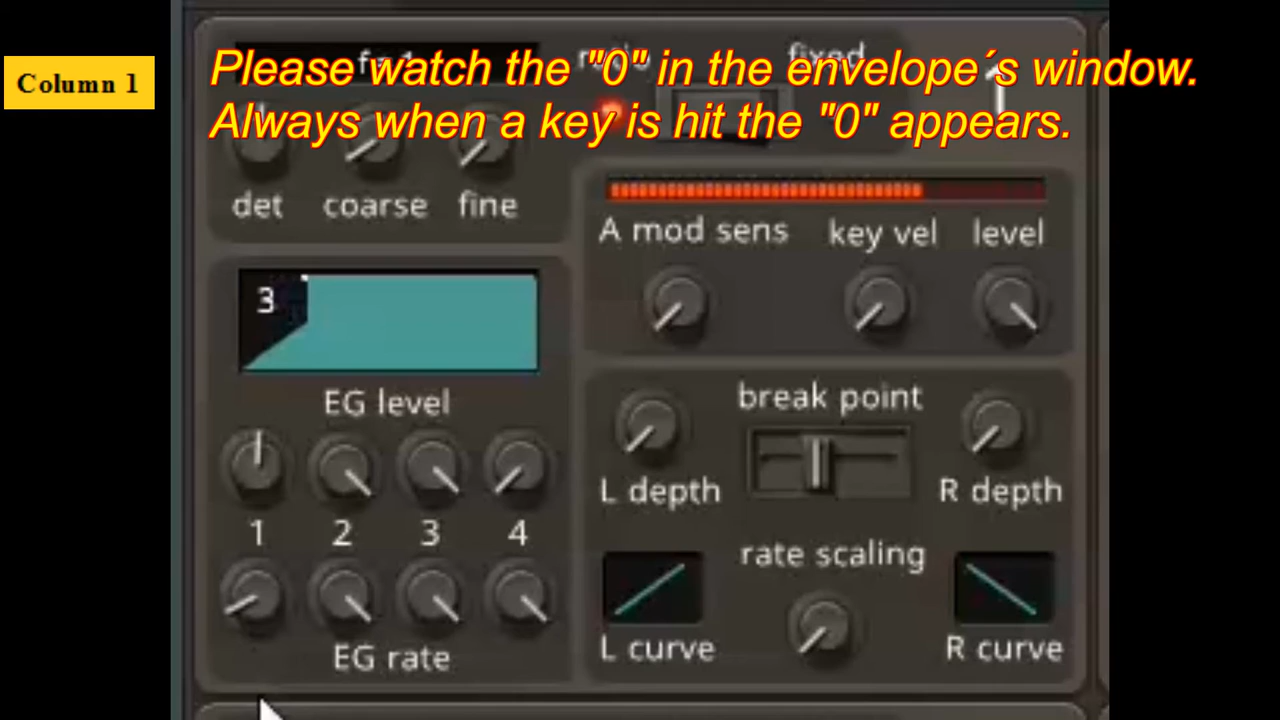 Column 1
Please watch the "0" in the envelope´s window.
Always when a key is hit the "0" appears.
fixed
1
det coarse fine
A mod sens key vel level
3
EG level
1 2 3 4
EG rate
break point
L depth R depth
rate scaling
L curve R curve